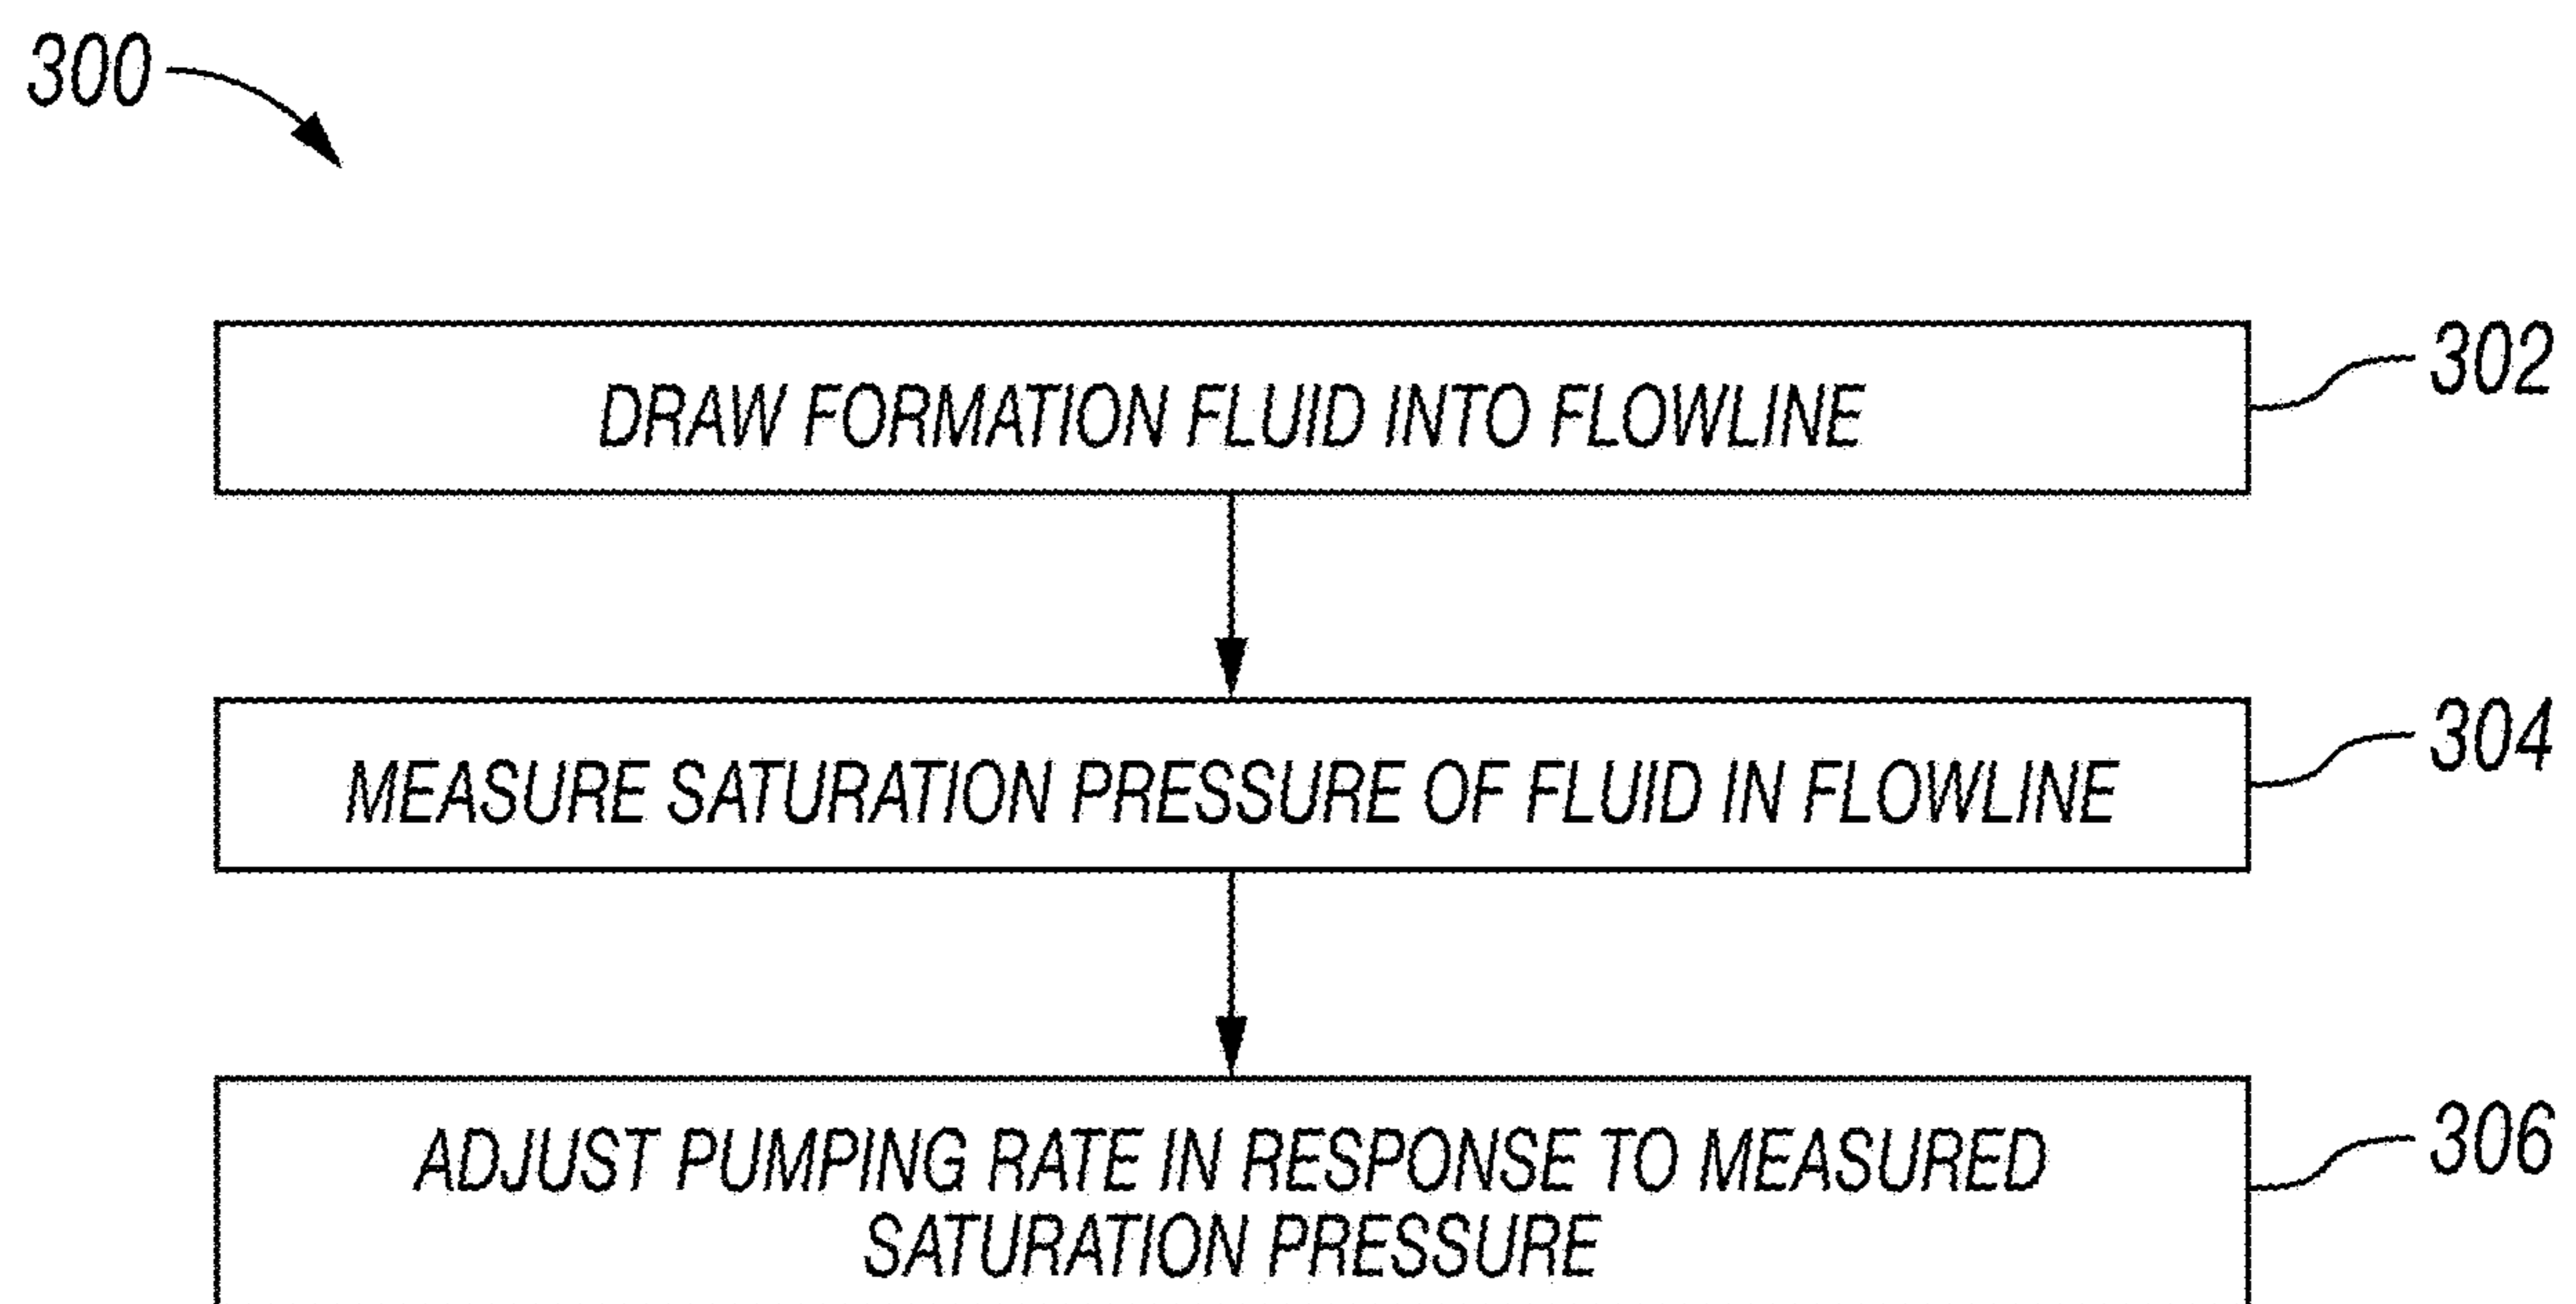 300
DRAW FORMATION FLUID INTO FLOWLINE
302
MEASURE SATURATION PRESSURE OF FLUID IN FLOWLINE
304
ADJUST PUMPING RATE IN RESPONSE TO MEASURED
SATURATION PRESSURE
306